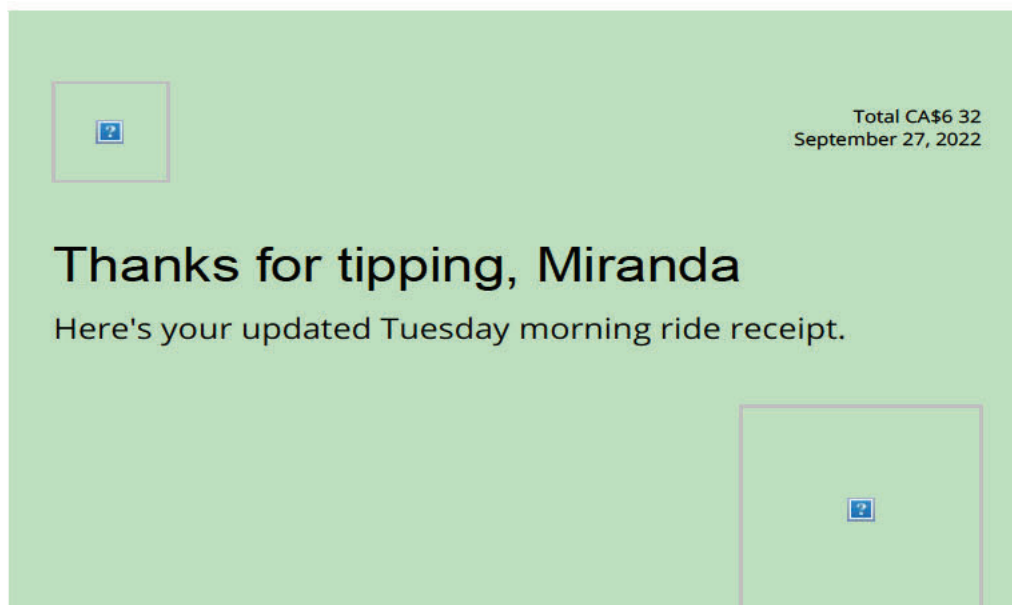 Total CA$6 32
September 27, 2022
Thanks for tipping, Miranda
Here's your updated Tuesday morning ride receipt.